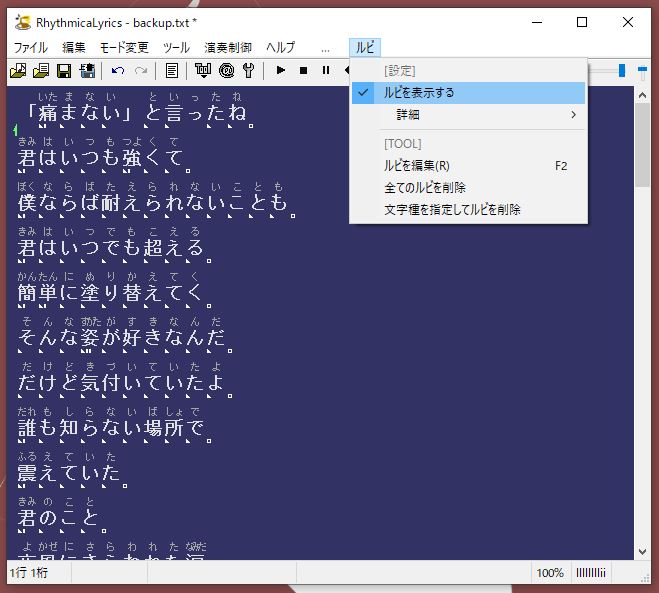 RhythmicaLyrics - backup.txt *
ファイル 編集 モード変更 ツール 演奏制御 ヘルプ ... ルビ
[設定]
ルビを表示する
詳細
[TOOL]
ルビを編集(R) F2
全てのルビを削除
文字種を指定してルビを削除
いた ま な い と い っ た ね
「痛まない」と言ったね。
きみ は い つ も つよ く て
君はいつも強くて。
ぼく な ら ば た え ら れ な い こ と も
僕ならば耐えられないことも。
きみ は い つ で も こ え る
君はいつでも超える。
かんたん に ぬ り か え て く
簡単に塗り替えてく。
そ ん な すがた が す き な ん だ
そんな姿が好きなんだ。
だ け ど き づ い て い た よ
だけど気付いていたよ。
だれ も し ら な い ば しょ で
誰も知らない場所で。
ふる え て い た
震えていた。
きみ の こ と
君のこと。
よ かぜ に さ ら わ れ た なみだ
夜風にさらわれた涙
1行 1桁
100%
lllllllllii